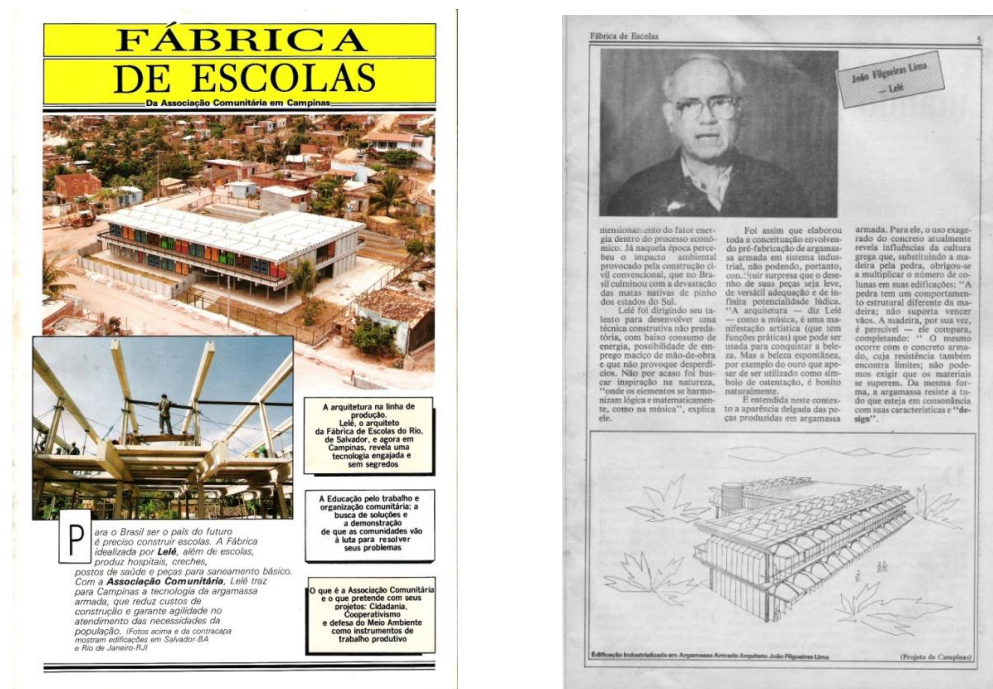 FÁBRICA
DE ESCOLAS
Da Associação Comunitária em Campinas
A arquitetura na linha de
produção.
Lelé, o arquiteto
da Fábrica de Escolas do Rio,
de Salvador, e agora em
Campinas, revela uma
tecnologia engajada e
sem segredos
A Educação pelo trabalho e
organização comunitária; a
busca de soluções e
a demonstração
de que as comunidades vão
à luta para resolver
seus problemas
O que é a Associação Comunitária
e o que pretende com seus
projetos: Cidadania,
Cooperativismo
e defesa do Meio Ambiente
como instrumentos de
trabalho produtivo
Para o Brasil ser o país do futuro
é preciso construir escolas. A Fábrica
idealizada por Lelé, além de escolas,
produz hospitais, creches,
postos de saúde e peças para saneamento básico.
Com a Associação Comunitária, Lelé traz
para Campinas a tecnologia da argamassa
armada, que reduz custos de
construção e garante agilidade no
atendimento das necessidades da
população. (Fotos acima e da contracapa
mostram edificações em Salvador-BA
e Rio de Janeiro-RJ)
Fábrica de Escolas
5
João Filgueiras Lima
— Lelé
mensionamento do fator ener-
gia dentro do processo econô-
mico. Já naquela época perce-
beu o impacto ambiental
provocado pela construção ci-
vil convencional, que no Bra-
sil culminou com a devastação
das matas nativas de pinho
dos estados do Sul.
Lelé foi dirigindo seu ta-
lento para desenvolver uma
técnica construtiva não preda-
tória, com baixo consumo de
energia, possibilidade de em-
prego maciço de mão-de-obra
e que não provoque desperdí-
cios. Não por acaso foi bus-
car inspiração na natureza,
"onde os elementos se harmo-
nizam lógica e matematicamen-
te, como na música", explica
ele.
Foi assim que elaborou
toda a conceituação envolven-
do pré-fabricação de argamas-
sa armada em sistema indus-
trial, não podendo, portanto,
surpresa que o dese-
nho de suas peças seja leve,
de versátil adequação e de in-
finita potencialidade lúdica.
"A arquitetura — diz Lelé
— como a música, é uma ma-
nifestação artística (que tem
funções práticas) que pode ser
usada para conquistar a bele-
za. Mas a beleza espontânea,
por exemplo do ouro que ape-
sar de ser utilizado como sím-
bolo de ostentação, é bonito
naturalmente.
É entendida neste contex-
to a aparência delgada das pe-
ças produzidas em argamassa
armada. Para ele, o uso exage-
rado do concreto atualmente
revela influências da cultura
grega que, substituindo a ma-
deira pela pedra, obrigou-se
a multiplicar o número de co-
lunas em suas edificações: "A
pedra tem um comportamen-
to estrutural diferente da ma-
deira; não suporta vencer
vãos. A madeira, por sua vez,
é perecível — ele compara,
completando: " O mesmo
ocorre com o concreto arma-
do, cuja resistência também
encontra limites; não pode-
mos exigir que os materiais
se superem. Da mesma for-
ma, a argamassa resiste a tu-
do que esteja em consonância
com suas características e "de-
sign".
Edificação Industrializada em Argamassa Armada Arquiteto João Filgueiras Lima
(Projeto de Campinas)